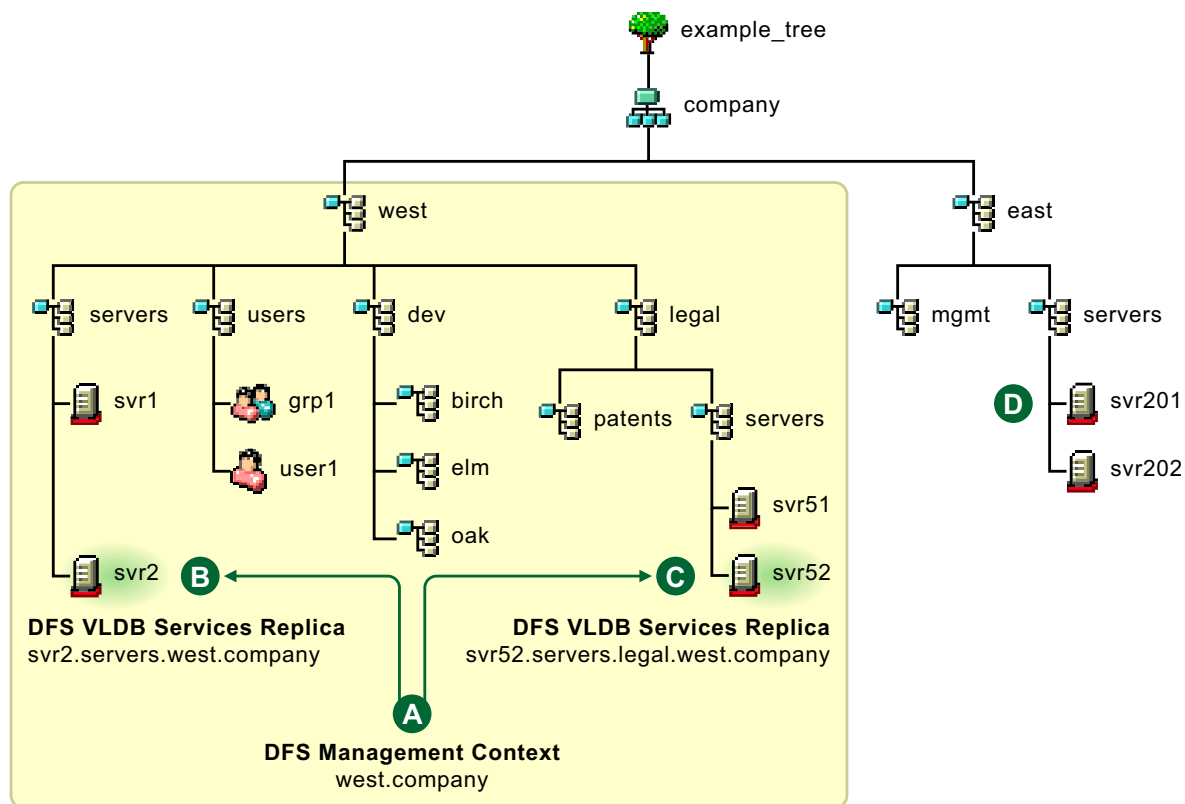 example_tree
company
west
east
servers
users
dev
legal
mgmt
servers
svr1
grp1
birch
patents
servers
D
svr201
user1
elm
svr202
svr51
oak
svr2
B
C
svr52
DFS VLDB Services Replica
svr2.servers.west.company
DFS VLDB Services Replica
svr52.servers.legal.west.company
A
DFS Management Context
west.company